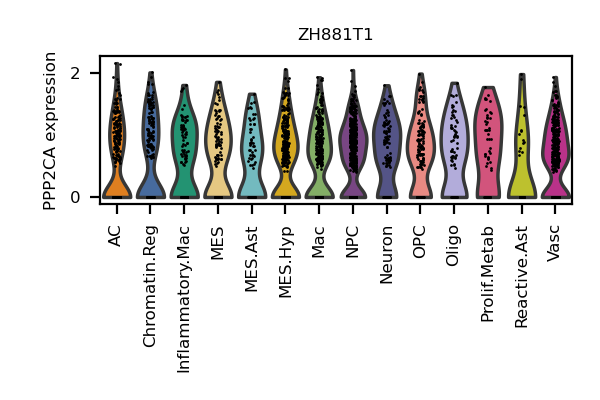 ZH881T1
PPP2CA expression
2
0
AC
Chromatin.Reg
Inflammatory.Mac
MES
MES.Ast
MES.Hyp
Mac
NPC
Neuron
OPC
Oligo
Prolif.Metab
Reactive.Ast
Vasc